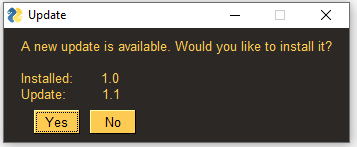 Update
A new update is available. Would you like to install it?
Installed: 1.0
Update: 1.1
Yes No